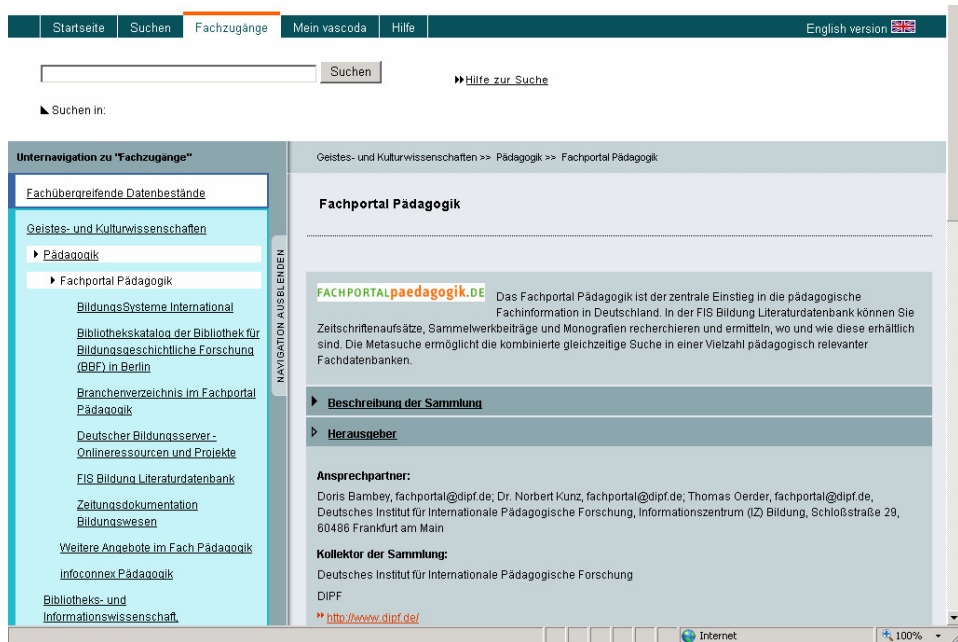 Startseite Suchen Fachzugänge Mein vascoda Hilfe English version
Suchen Hilfe zur Suche
Suchen in:
Unternavigation zu "Fachzugänge"
Geistes- und Kulturwissenschaften >> Pädagogik >> Fachportal Pädagogik
Fachübergreifende Datenbestände
Geistes- und Kulturwissenschaften
Pädagogik
Fachportal Pädagogik
BildungsSysteme International
Bibliothekskatalog der Bibliothek für
Bildungsgeschichtliche Forschung
(BBF) in Berlin
Branchenverzeichnis im Fachportal
Pädagogik
Deutscher Bildungsserver -
Onlineressourcen und Projekte
FIS Bildung Literaturdatenbank
Zeitungsdokumentation
Bildungswesen
Weitere Angebote im Fach Pädagogik
infoconnex Pädagogik
Bibliotheks- und
Informationswissenschaft,
NAVIGATION AUSBLENDEN
Fachportal Pädagogik
FACHPORTALpaedagogik.DE
Das Fachportal Pädagogik ist der zentrale Einstieg in die pädagogische
Fachinformation in Deutschland. In der FIS Bildung Literaturdatenbank können Sie
Zeitschriftenaufsätze, Sammelwerkbeiträge und Monografien recherchieren und ermitteln, wo und wie diese erhältlich
sind. Die Metasuche ermöglicht die kombinierte gleichzeitige Suche in einer Vielzahl pädagogisch relevanter
Fachdatenbanken.
Beschreibung der Sammlung
Herausgeber
Ansprechpartner:
Doris Bambey, fachportal@dipf.de; Dr. Norbert Kunz, fachportal@dipf.de; Thomas Oerder, fachportal@dipf.de,
Deutsches Institut für Internationale Pädagogische Forschung, Informationszentrum (IZ) Bildung, Schloßstraße 29,
60486 Frankfurt am Main
Kollektor der Sammlung:
Deutsches Institut für Internationale Pädagogische Forschung
DIPF
http://www.dipf.de/
Internet 100%